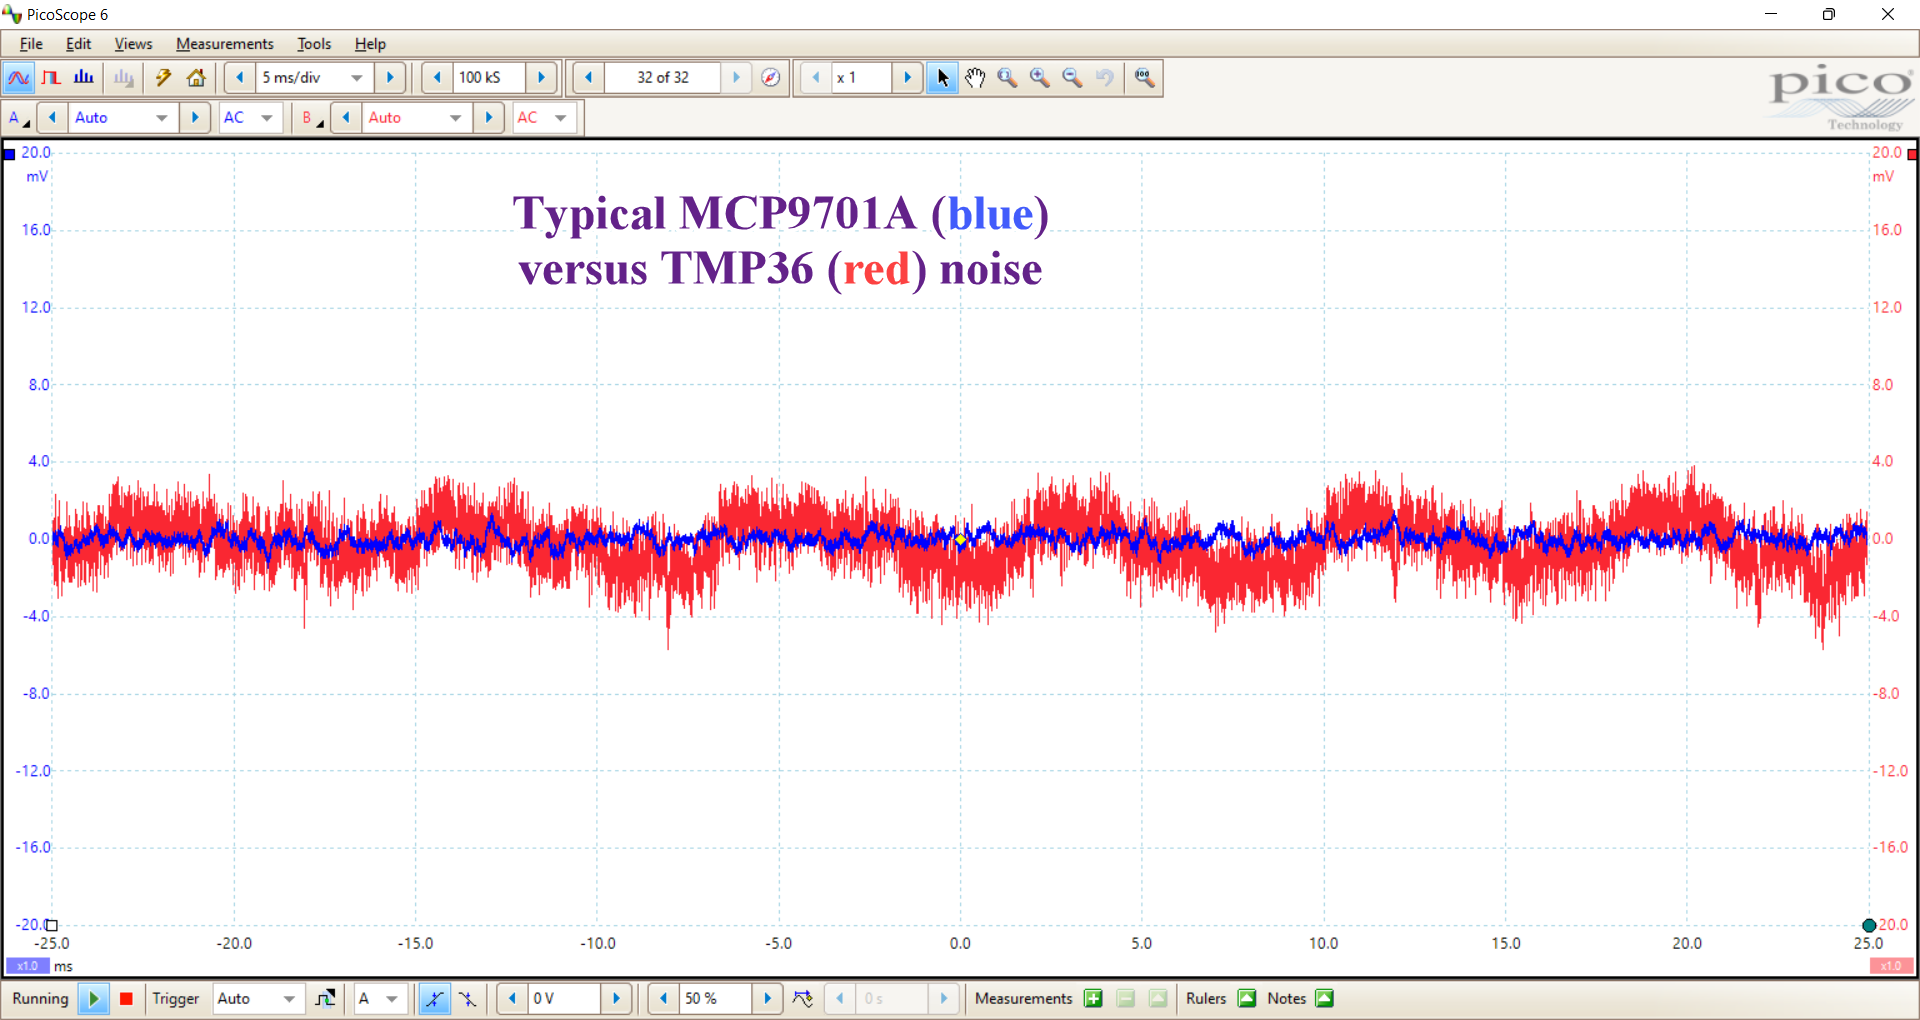 PicoScope 6
File Edit Views Measurements Tools Help
5 ms/div 100 kS 32 of 32 x 1
A Auto AC B Auto AC
pico
Technology
20.0 20.0
mV mV
Typical MCP9701A (blue)
16.0 16.0
versus TMP36 (red) noise
12.0 12.0
8.0 8.0
4.0 4.0
0.0 0.0
-4.0 -4.0
-8.0 -8.0
-12.0 -12.0
-16.0 -16.0
-20.0 20.0
-25.0 -20.0 -15.0 -10.0 -5.0 0.0 5.0 10.0 15.0 20.0 25.0
x1.0 ms x1.0
Running Trigger Auto A 0 V 50 % 0 s Measurements Rulers Notes